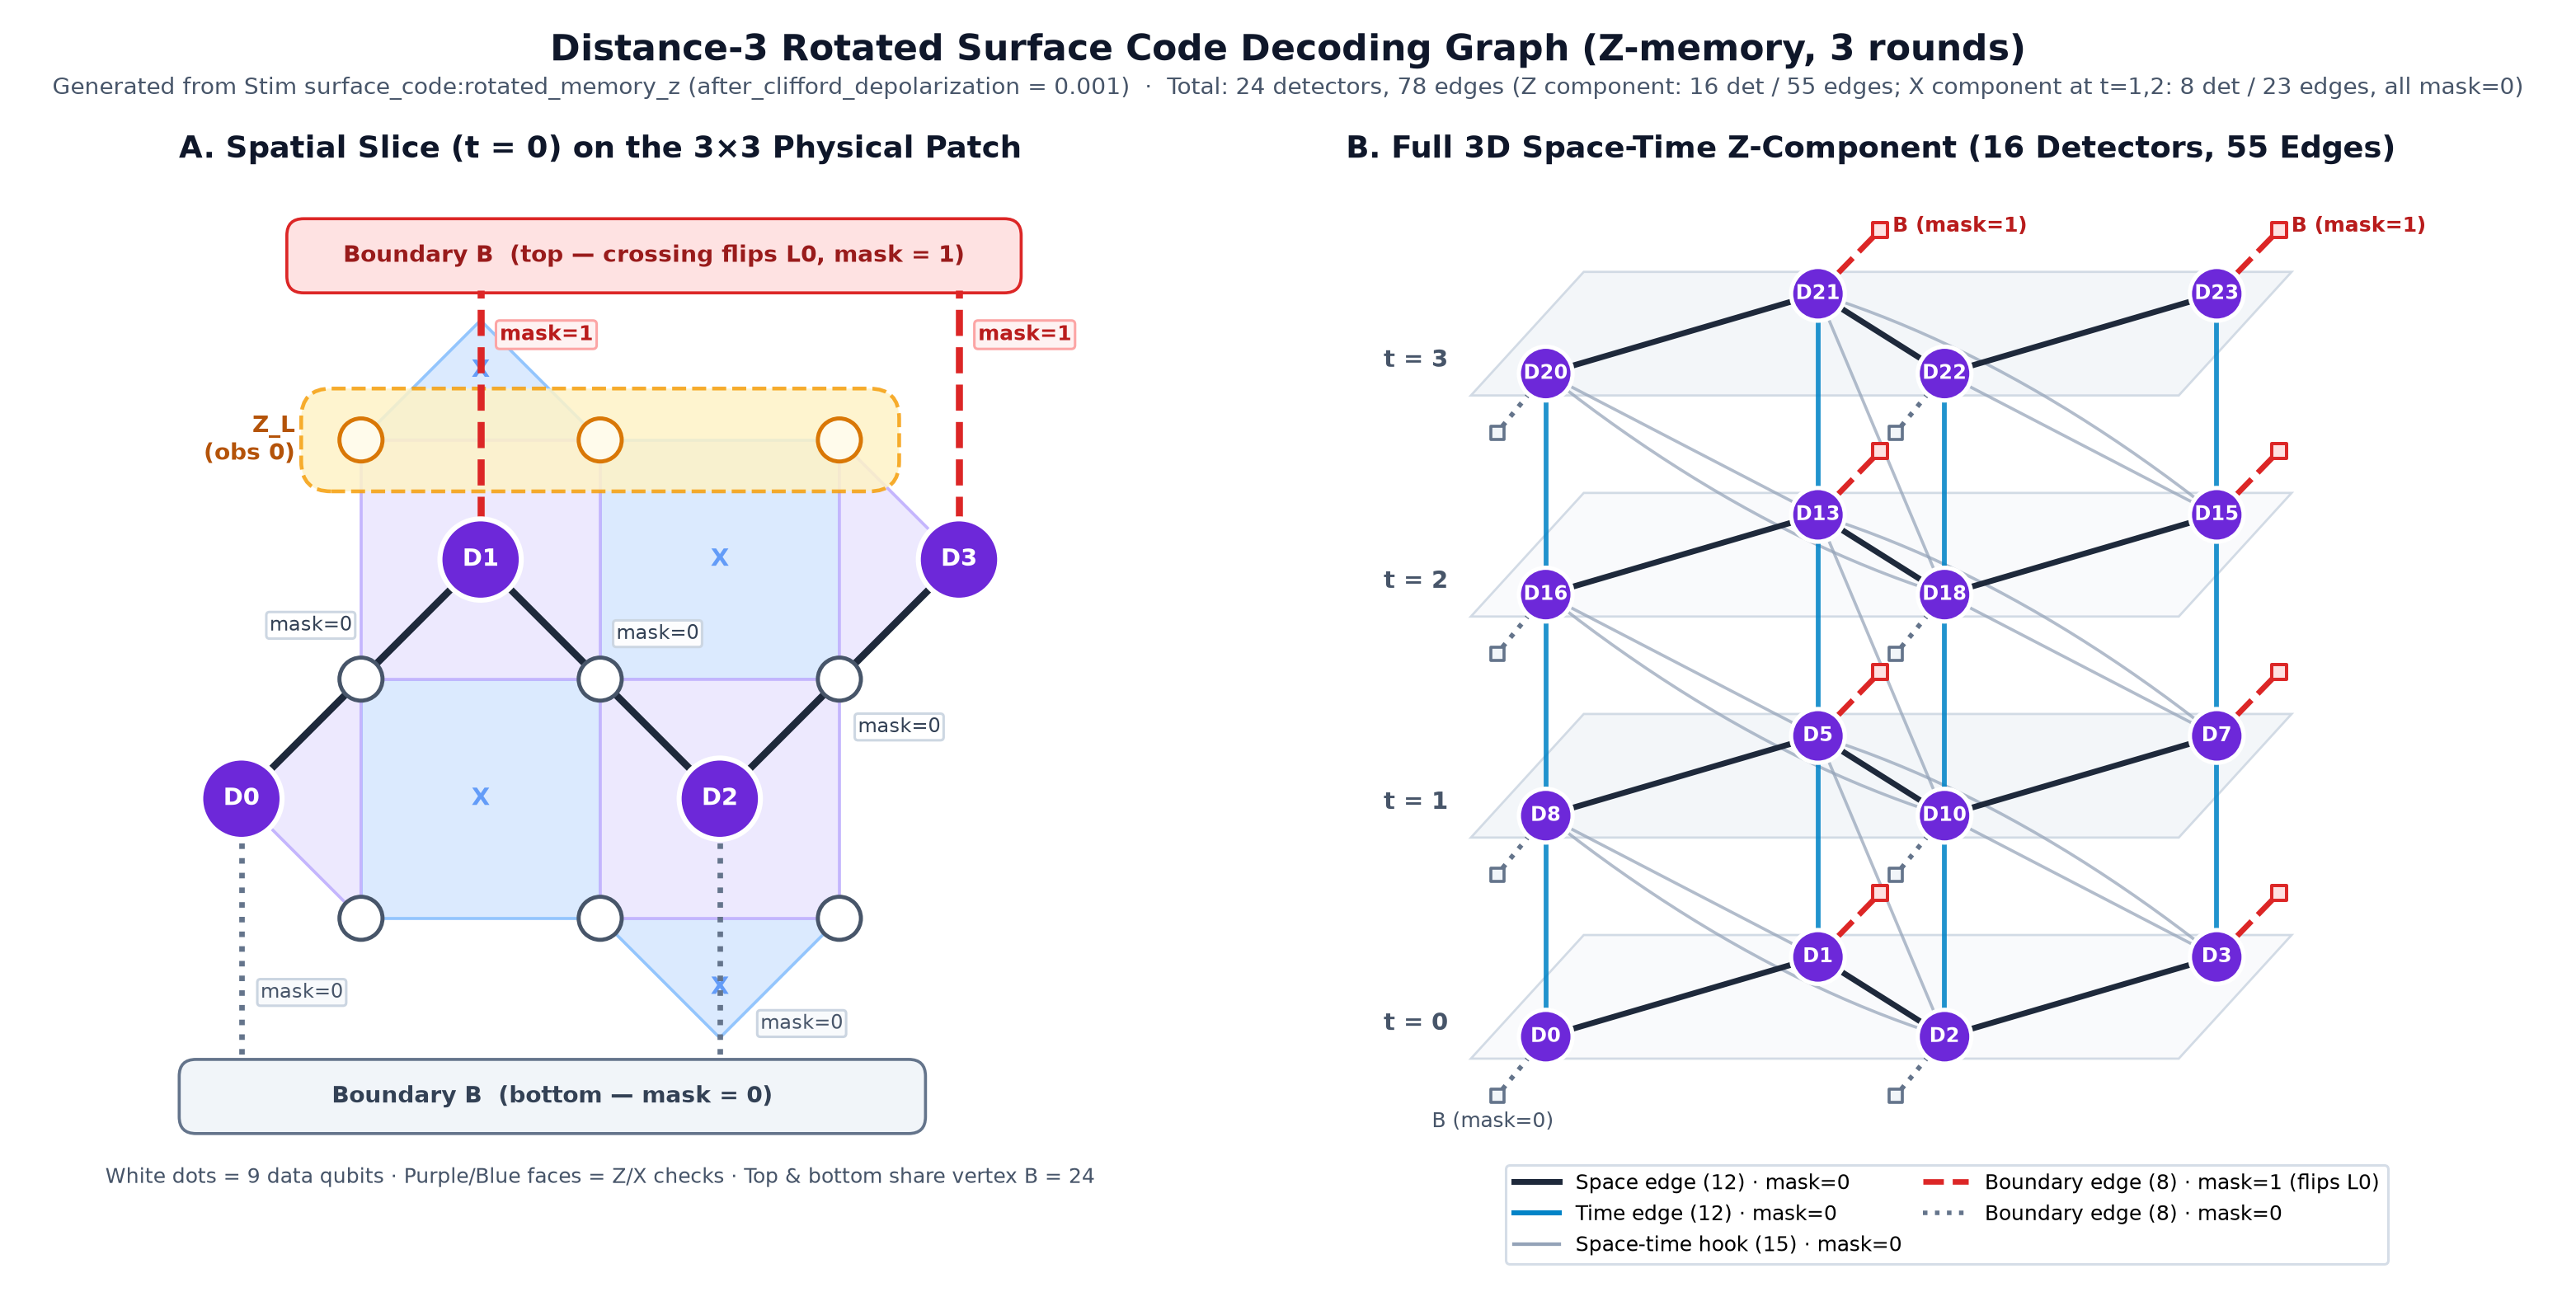 Distance-3 Rotated Surface Code Decoding Graph (Z-memory, 3 rounds)
Generated from Stim surface_code:rotated_memory_z (after_clifford_depolarization = 0.001) · Total: 24 detectors, 78 edges (Z component: 16 det / 55 edges; X component at t=1,2: 8 det / 23 edges, all mask=0)
A. Spatial Slice (t = 0) on the 3×3 Physical Patch
Boundary B (top — crossing flips L0, mask = 1)
mask=1
mask=1
X
Z_L
(obs 0)
D1
X
D3
mask=0
mask=0
mask=0
D0
X
D2
mask=0
X
mask=0
Boundary B (bottom — mask = 0)
White dots = 9 data qubits · Purple/Blue faces = Z/X checks · Top & bottom share vertex B = 24
B. Full 3D Space-Time Z-Component (16 Detectors, 55 Edges)
B (mask=1)
B (mask=1)
D21
D23
t = 3
D20
D22
D13
D15
t = 2
D16
D18
D5
D7
t = 1
D8
D10
D1
D3
t = 0
D0
D2
B (mask=0)
Space edge (12) · mask=0
Time edge (12) · mask=0
Space-time hook (15) · mask=0
Boundary edge (8) · mask=1 (flips L0)
Boundary edge (8) · mask=0